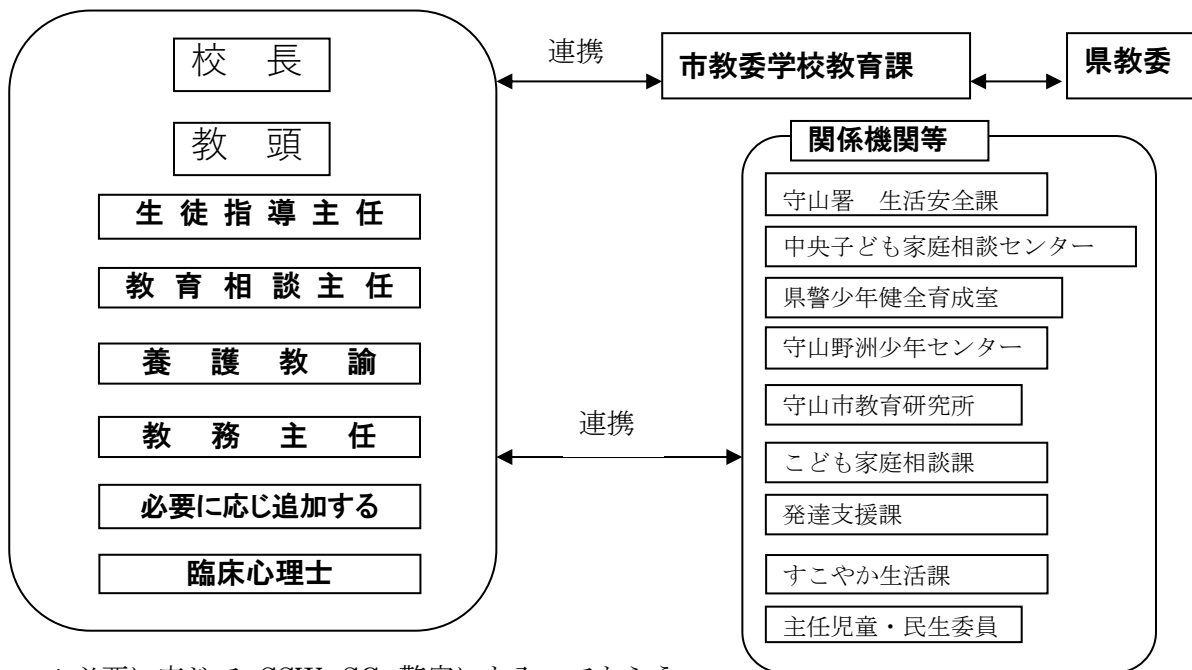 校　長
教　頭
生 徒 指 導 主 任
教 育 相 談 主 任
養　護　教　諭
教　務　主　任
必要に応じ追加する
臨床心理士
連携
市教委学校教育課
県教委
連携
関係機関等
守山署　生活安全課
中央子ども家庭相談センター
県警少年健全育成室
守山野洲少年センター
守山市教育研究所
こども家庭相談課
発達支援課
すこやか生活課
主任児童・民生委員